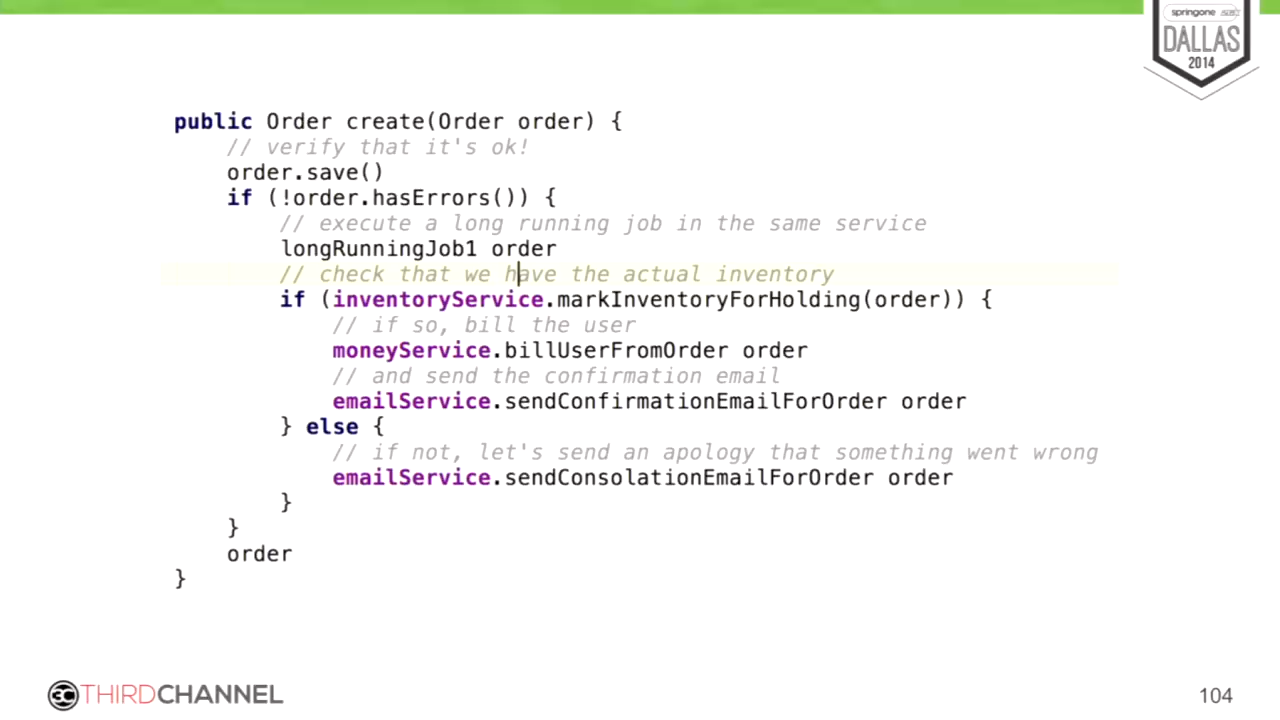 springone
DALLAS
2014
public Order create(Order order) {
// verify that it's ok!
order.save()
if (!order.hasErrors()) {
// execute a long running job in the same service
longRunningJob1 order
// check that we have the actual inventory
if (inventoryService.markInventoryForHolding(order)) {
// if so, bill the user
moneyService.billUserFromOrder order
// and send the confirmation email
emailService.sendConfirmationEmailForOrder order
} else {
// if not, let's send an apology that something went wrong
emailService.sendConsolationEmailForOrder order
}
}
order
}
3C THIRDCHANNEL
104